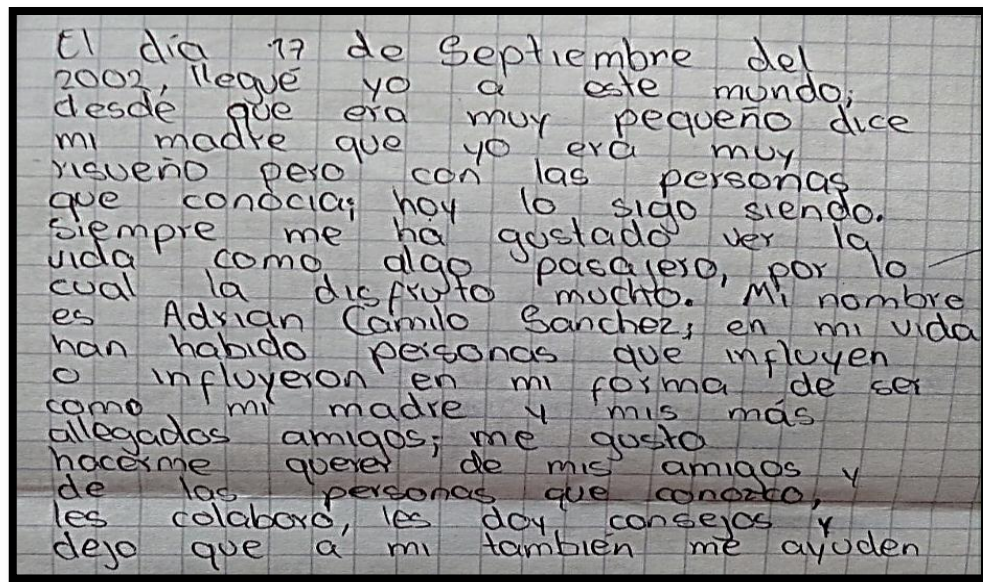 El día 17 de Septiembre del
2002, llegué yo a este mundo;
desde que era muy pequeño dice
mi madre que yo era muy
risueño pero con las personas
que conocia; hoy lo sigo siendo.
Siempre me ha gustado ver la
vida como algo pasajero, por lo
cual la disfruto mucho. Mi nombre
es Adrian Camilo Sanchez; en mi vida
han habido personas que influyen
o influyeron en mi forma de ser
como mi madre y mis más
allegados amigos; me gusto
hacerme querer de mis amigos y
de las personas que conozco,
les colaboro, les doy consejos y
dejo que a mi también me ayuden